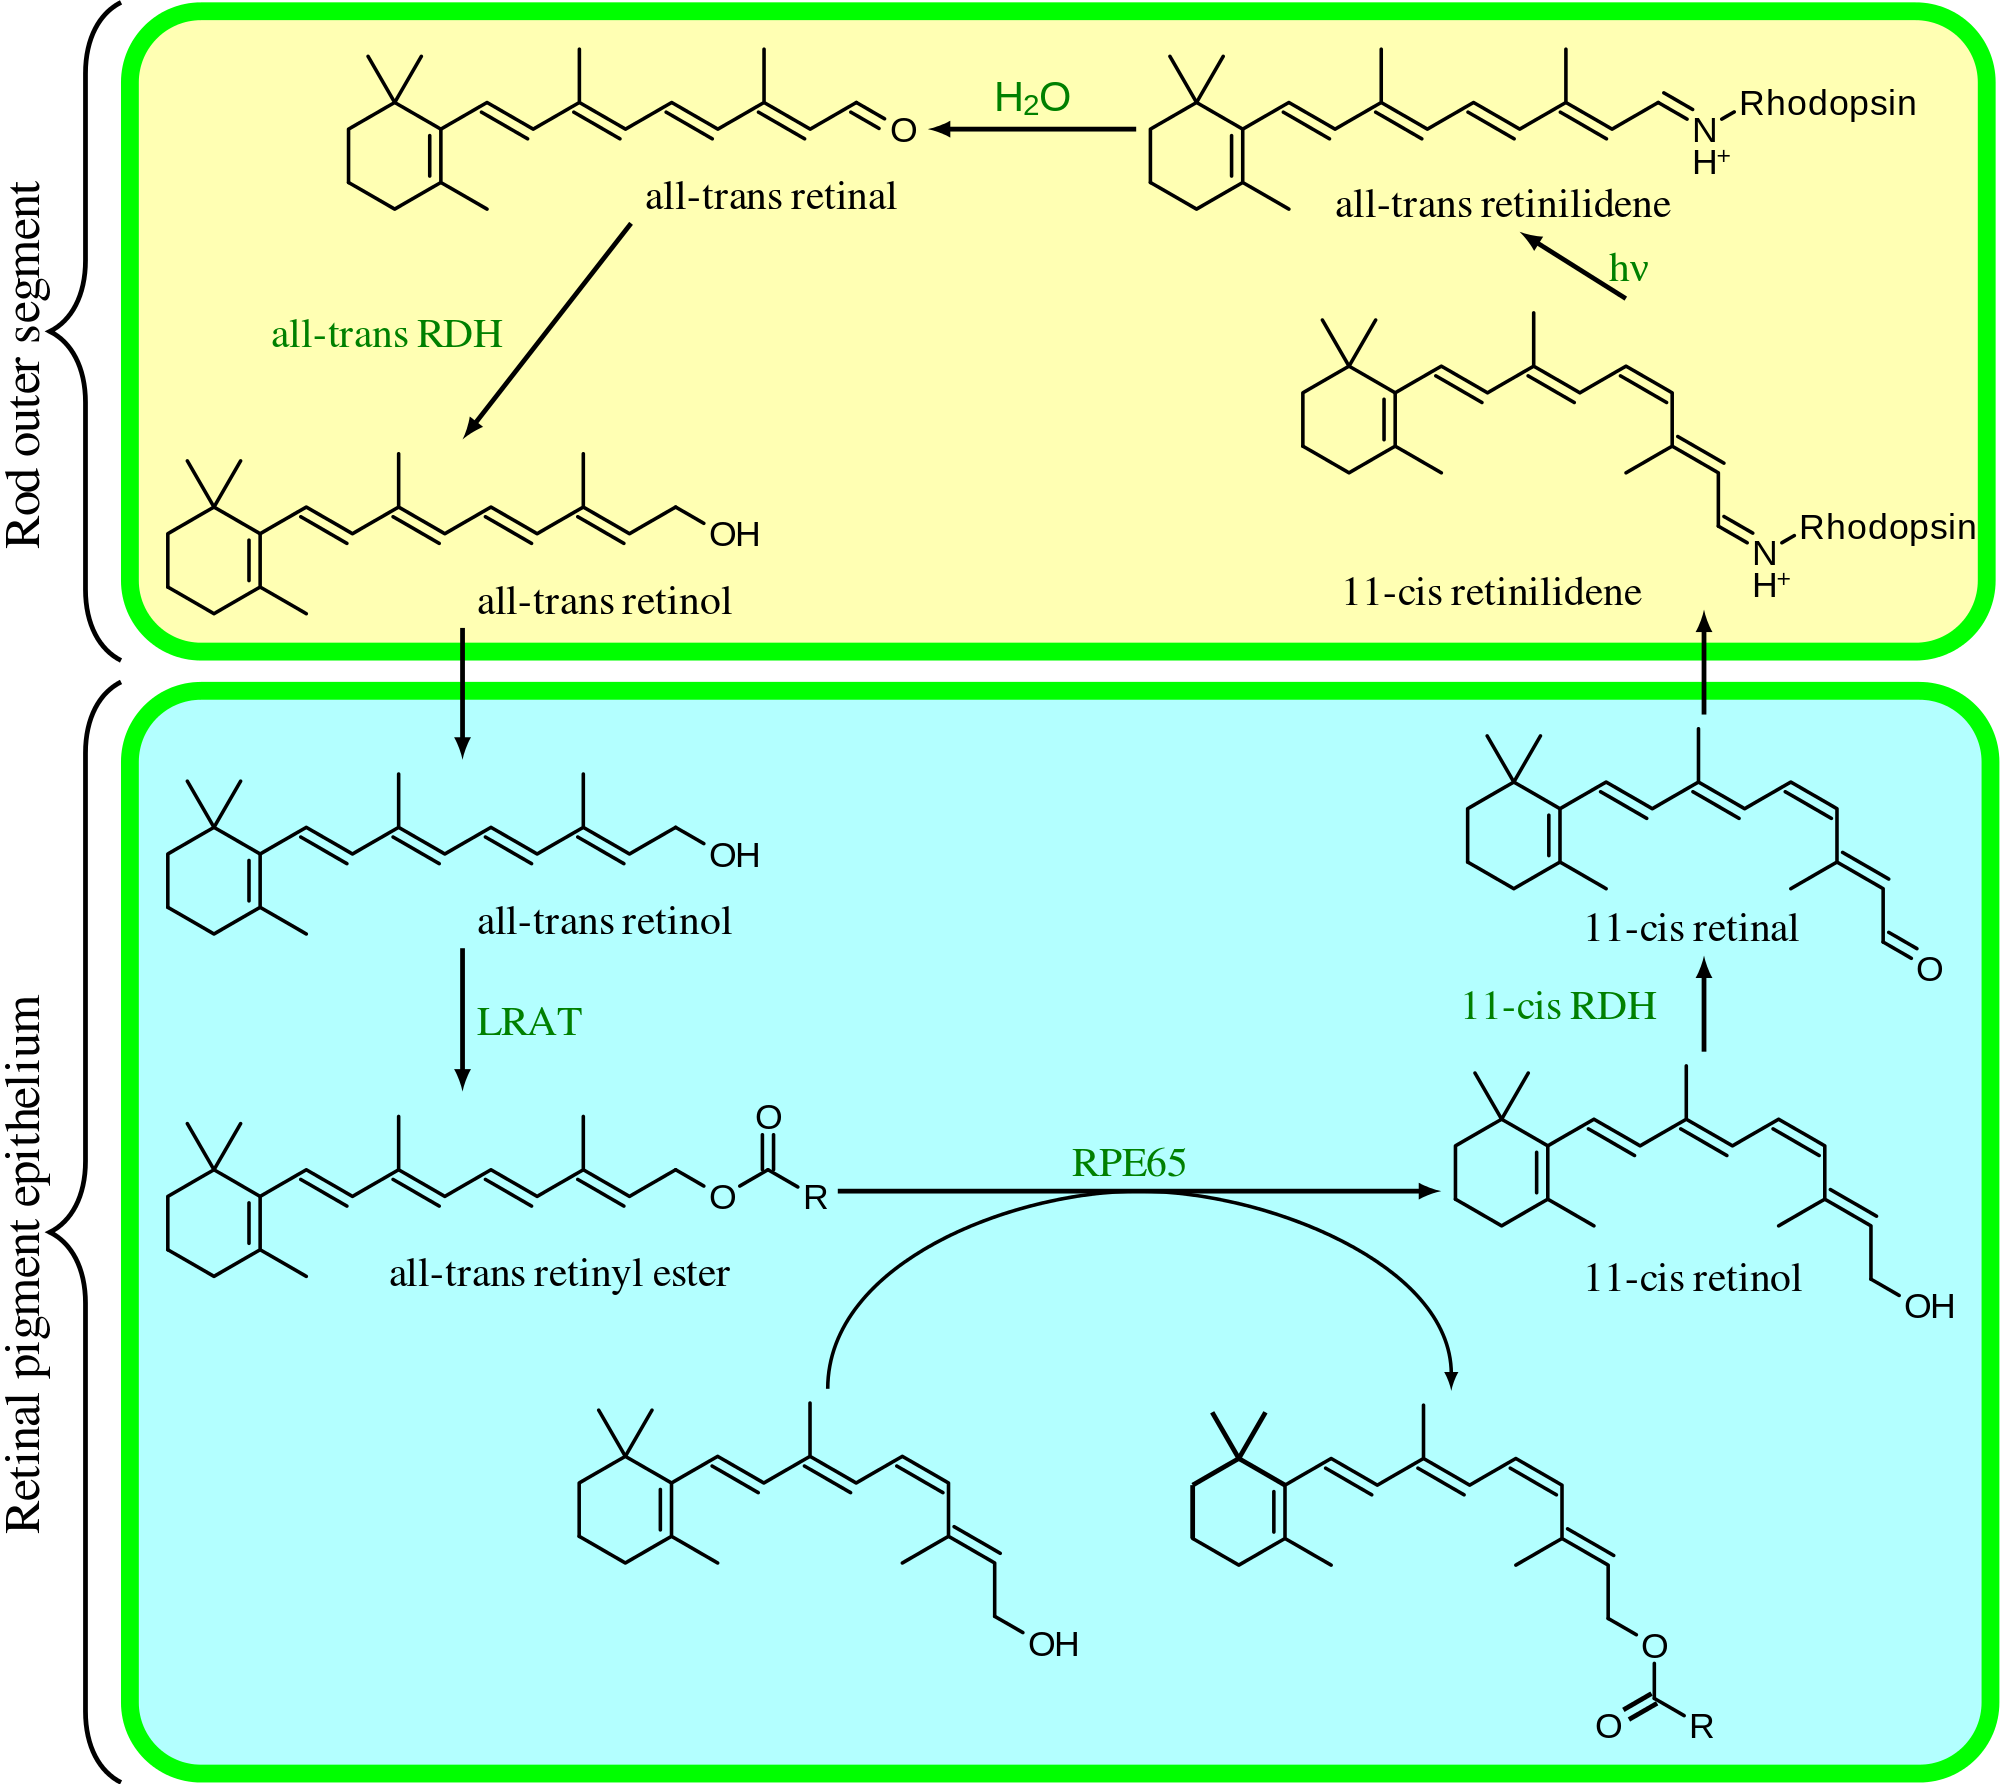 Rod outer segment
O
all-trans retinal
H₂O
N
H⁺
Rhodopsin
all-trans retinilidene
hν
all-trans RDH
OH
all-trans retinol
N
H⁺
Rhodopsin
11-cis retinilidene
Retinal pigment epithelium
OH
all-trans retinol
LRAT
O
O
R
all-trans retinyl ester
RPE65
O
11-cis retinal
11-cis RDH
OH
11-cis retinol
OH
O
O
R